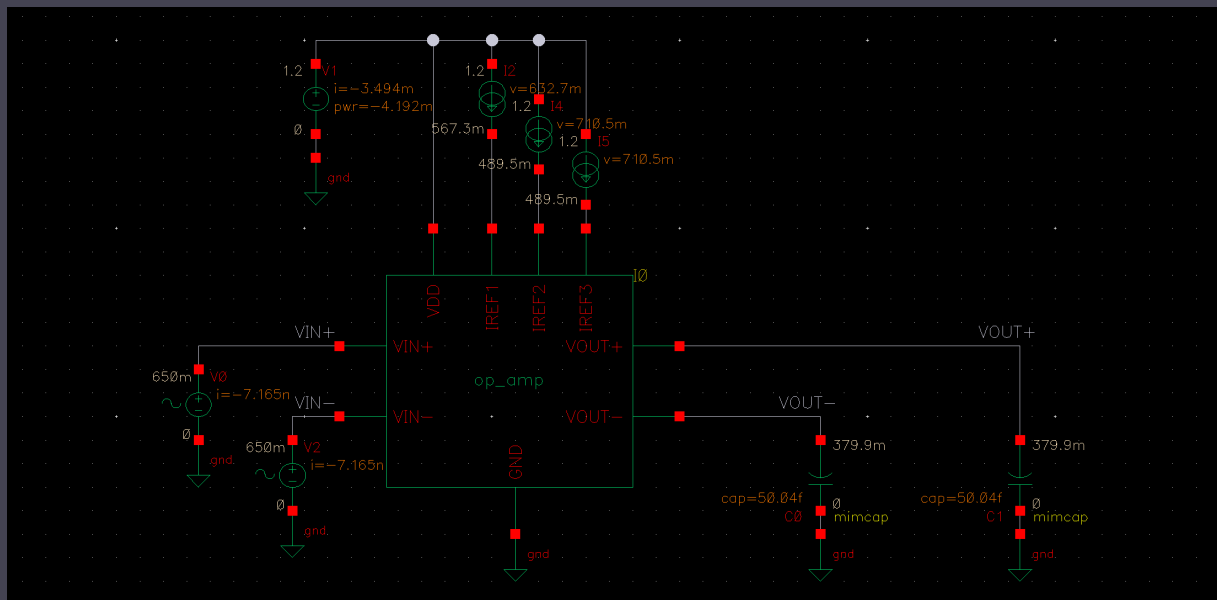 1.2 V1
i=-3.494m
pwr=-4.192m
0
gnd
1.2 I2
v=632.7m
567.3m
1.2 I4
v=710.5m
489.5m
1.2 I5
v=710.5m
489.5m
I0
VDD
IREF1
IREF2
IREF3
VIN+
VIN+
VOUT+
VOUT+
650m V0
i=-7.165n
0
gnd
op_amp
VIN-
VIN-
VOUT-
VOUT-
650m V2
i=-7.165n
0
gnd
GND
gnd
379.9m
cap=50.04f
0
C0
mimcap
gnd
379.9m
cap=50.04f
0
C1
mimcap
gnd